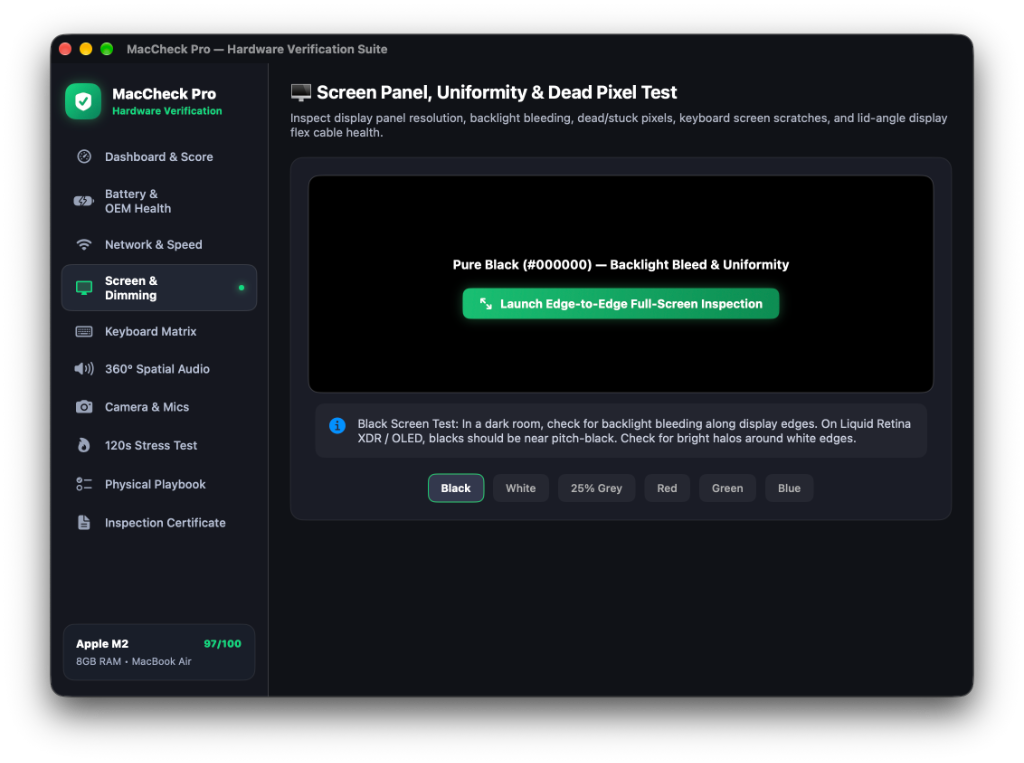 MacCheck Pro — Hardware Verification Suite
MacCheck Pro
Hardware Verification
Dashboard & Score
Battery &
OEM Health
Network & Speed
Screen &
Dimming
Keyboard Matrix
360° Spatial Audio
Camera & Mics
120s Stress Test
Physical Playbook
Inspection Certificate
Apple M2
97/100
8GB RAM • MacBook Air
Screen Panel, Uniformity & Dead Pixel Test
Inspect display panel resolution, backlight bleeding, dead/stuck pixels, keyboard screen scratches, and lid-angle display
flex cable health.
Pure Black (#000000) — Backlight Bleed & Uniformity
Launch Edge-to-Edge Full-Screen Inspection
Black Screen Test: In a dark room, check for backlight bleeding along display edges. On Liquid Retina
XDR / OLED, blacks should be near pitch-black. Check for bright halos around white edges.
Black
White
25% Grey
Red
Green
Blue